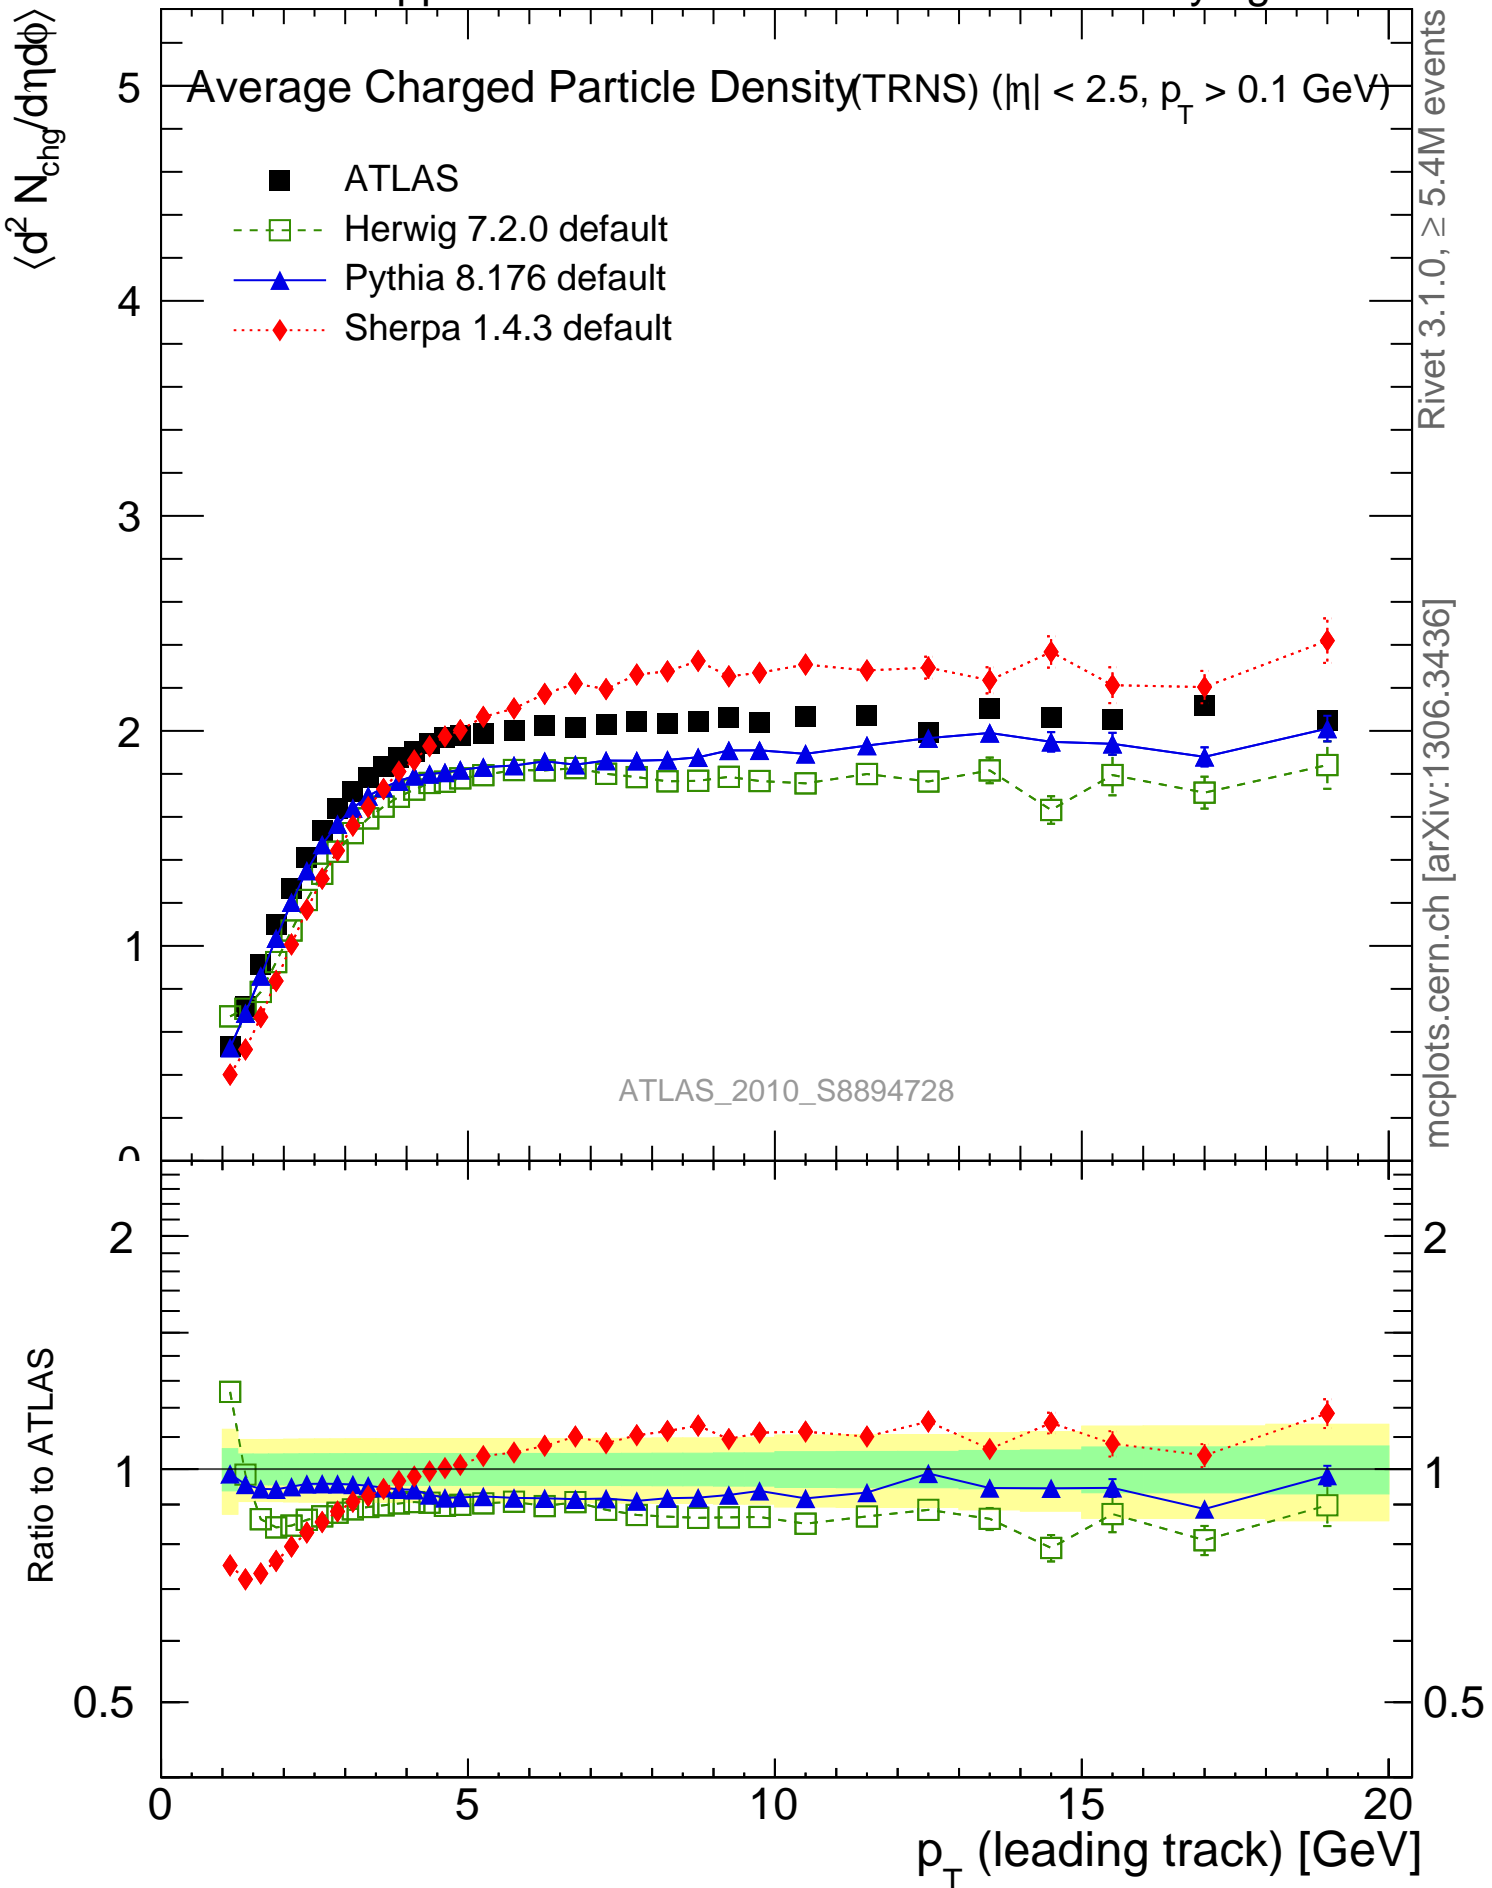 ⟨d² N_chg/dηdϕ⟩
Average Charged Particle Density (TRNS) (|η| < 2.5, p_T > 0.1 GeV)
ATLAS
Herwig 7.2.0 default
Pythia 8.176 default
Sherpa 1.4.3 default
5
4
3
2
1
0
ATLAS_2010_S8894728
Rivet 3.1.0, ≥ 5.4M events
mcplots.cern.ch [arXiv:1306.3436]
Ratio to ATLAS
2
1
0.5
2
1
0.5
0 5 10 15 20
p_T (leading track) [GeV]